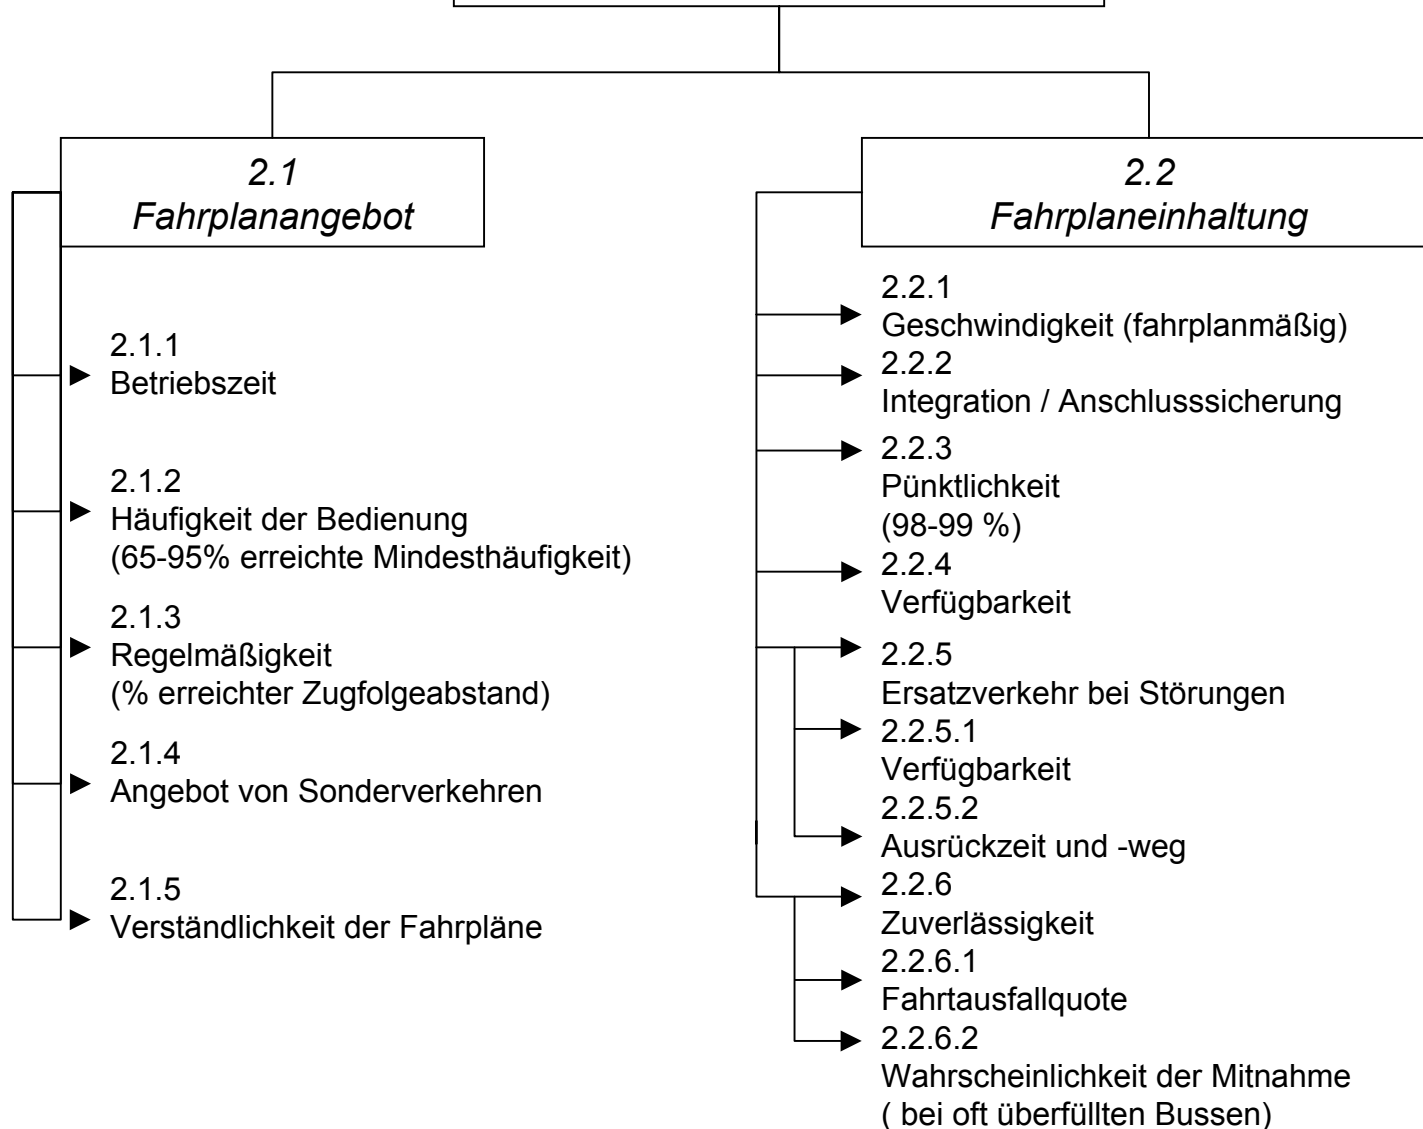 2.1
Fahrplanangebot
2.1.1
Betriebszeit
2.1.2
Häufigkeit der Bedienung
(65-95% erreichte Mindesthäufigkeit)
2.1.3
Regelmäßigkeit
(% erreichter Zugfolgeabstand)
2.1.4
Angebot von Sonderverkehren
2.1.5
Verständlichkeit der Fahrpläne
2.2
Fahrplaneinhaltung
2.2.1
Geschwindigkeit (fahrplanmäßig)
2.2.2
Integration / Anschlusssicherung
2.2.3
Pünktlichkeit
(98-99 %)
2.2.4
Verfügbarkeit
2.2.5
Ersatzverkehr bei Störungen
2.2.5.1
Verfügbarkeit
2.2.5.2
Ausrückzeit und -weg
2.2.6
Zuverlässigkeit
2.2.6.1
Fahrtausfallquote
2.2.6.2
Wahrscheinlichkeit der Mitnahme
( bei oft überfüllten Bussen)